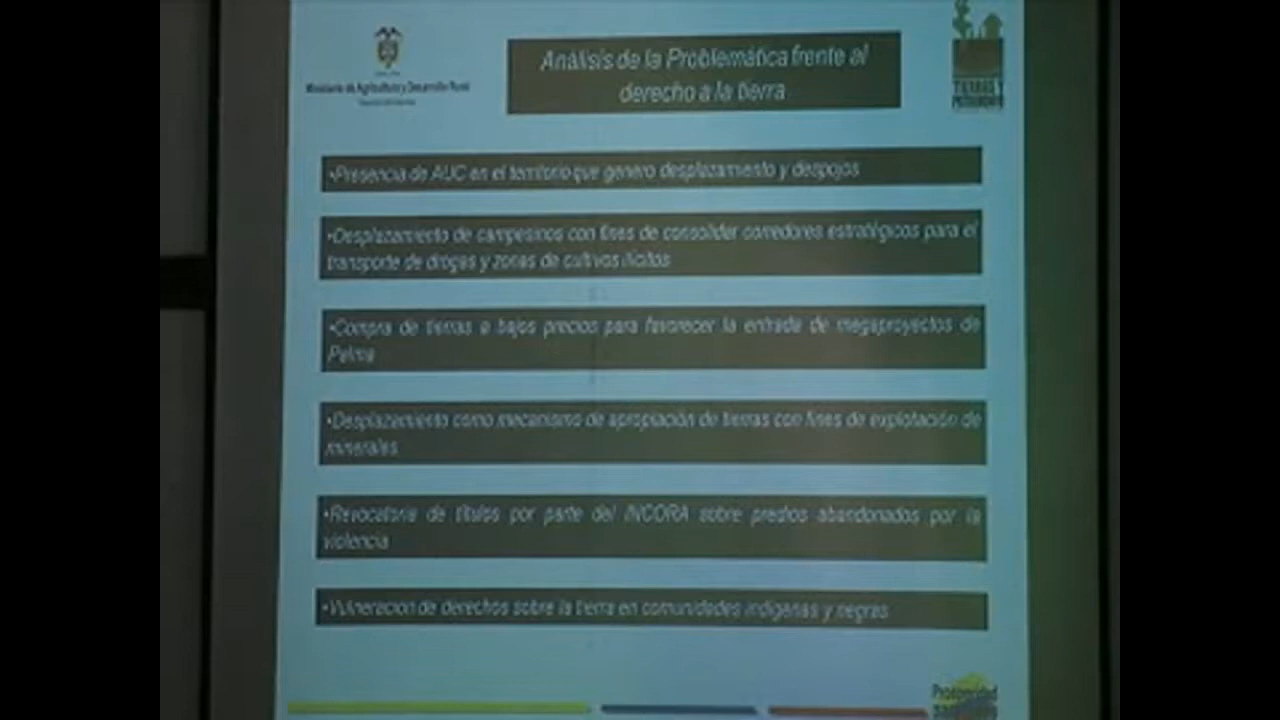 Ministerio de Agricultura y Desarrollo Rural
Análisis de la Problemática frente al
derecho a la tierra
TIERRAS Y
PATRIMONIO
•Presencia de AUC en el territorio que genero desplazamiento y despojos
•Desplazamiento de campesinos con fines de consolidar corredores estratégicos para el
transporte de drogas y zonas de cultivos ilícitos
•Compra de tierras a bajos precios para favorecer la entrada de megaproyectos de
Palma
•Desplazamiento como mecanismo de apropiación de tierras con fines de explotación de
minerales
•Revocatoria de títulos por parte del INCORA sobre predios abandonados por la
violencia
•Vulneracion de derechos sobre la tierra en comunidades indígenas y negras
Prosperidad